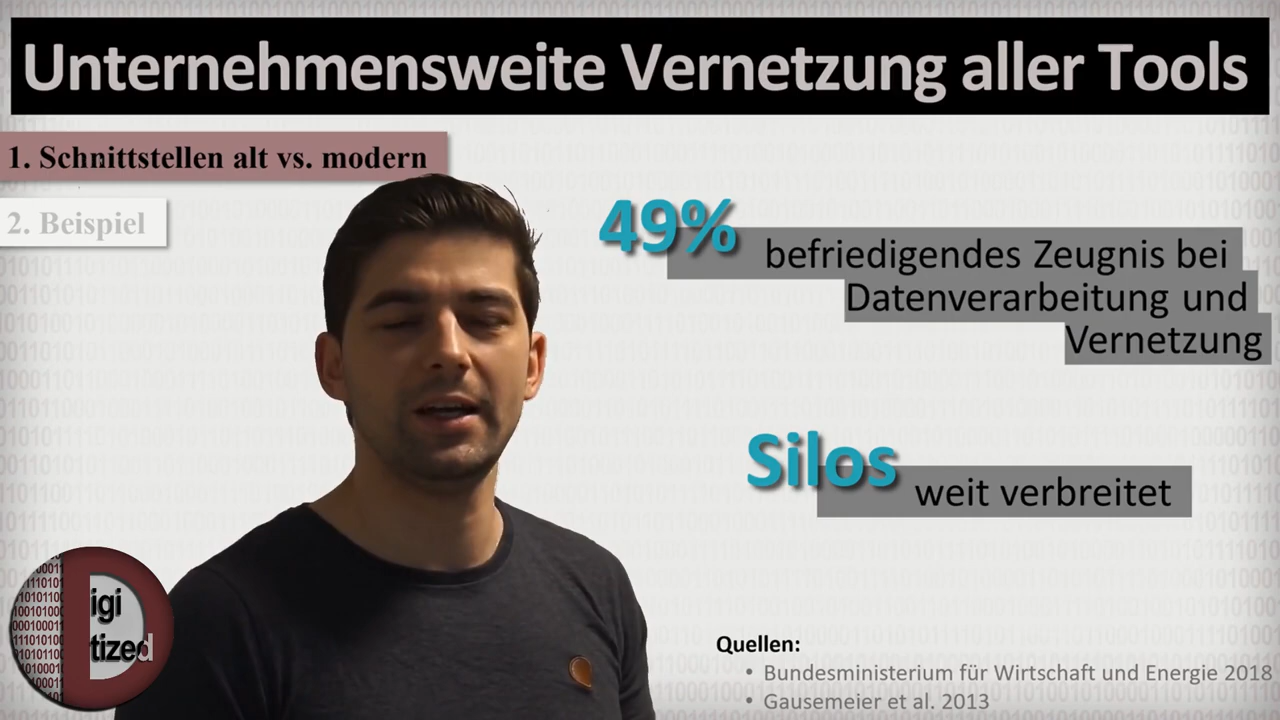 Unternehmensweite Vernetzung aller Tools
1. Schnittstellen alt vs. modern
2. Beispiel
49% befriedigendes Zeugnis bei
Datenverarbeitung und
Vernetzung
Silos weit verbreitet
Digi
tized
Quellen:
• Bundesministerium für Wirtschaft und Energie 2018
• Gausemeier et al. 2013